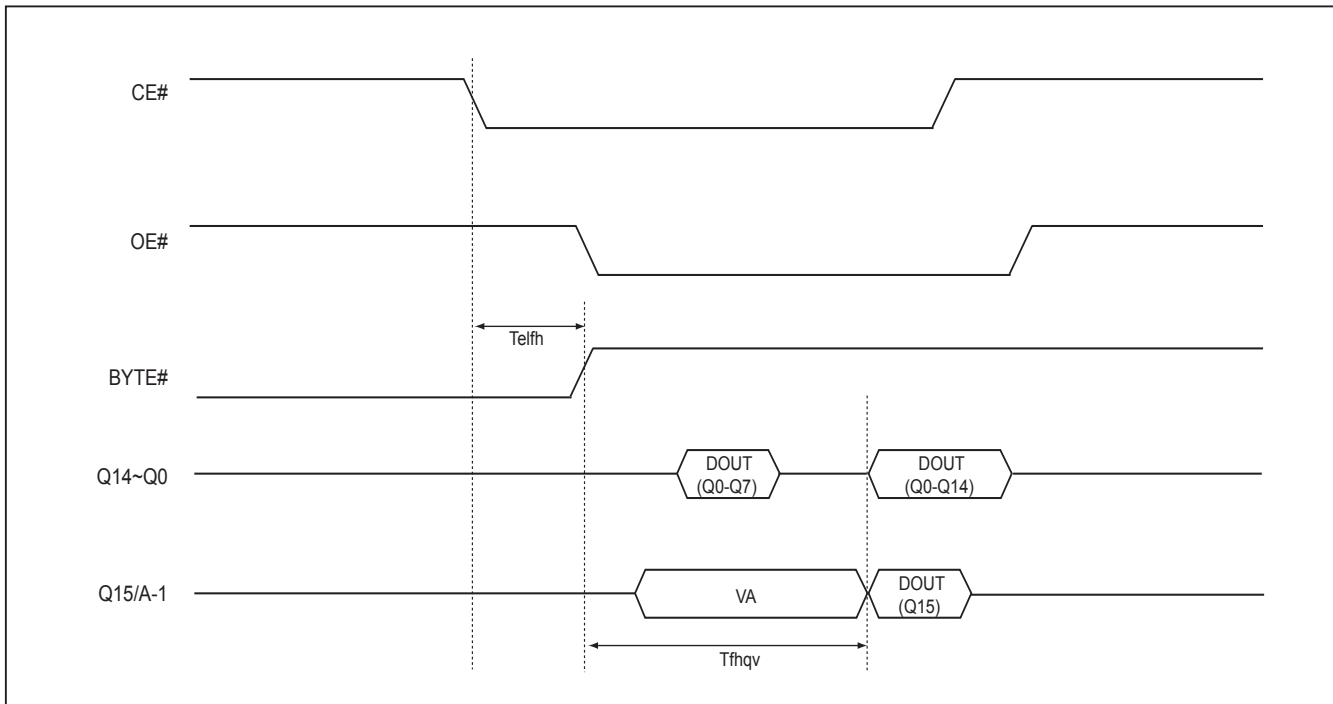 CE#
OE#
Telfh
BYTE#
Q14~Q0
DOUT
(Q0-Q7)
DOUT
(Q0-Q14)
Q15/A-1
VA
DOUT
(Q15)
Tfhqv